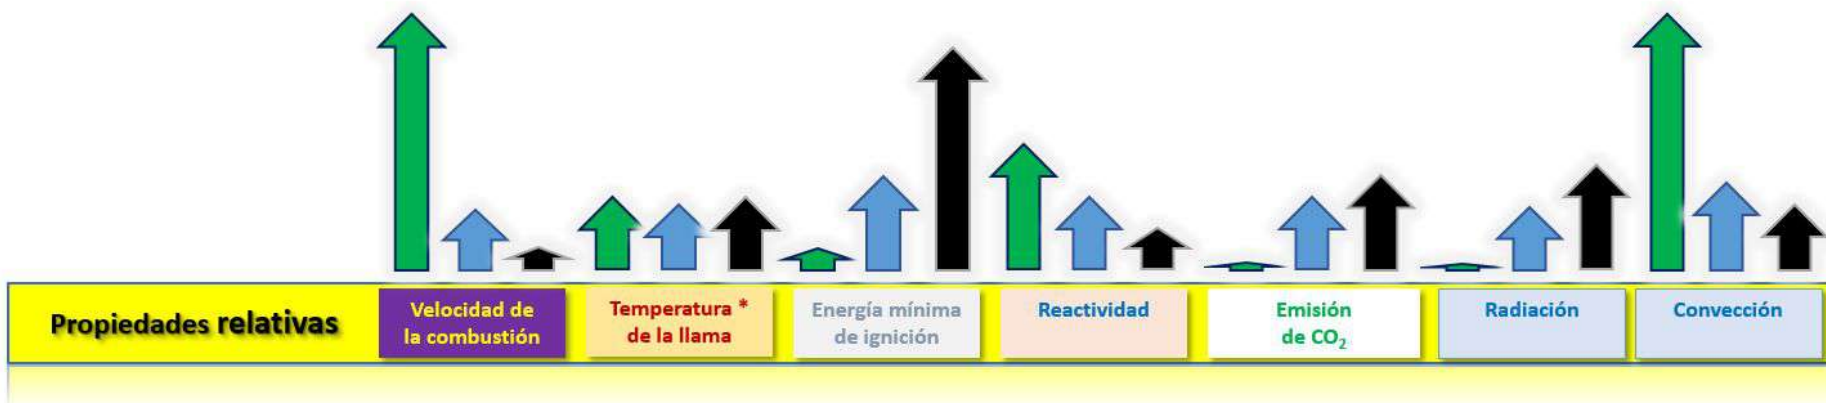 Propiedades relativas
Velocidad de
la combustión
Temperatura *
de la llama
Energía mínima
de ignición
Reactividad
Emisión
de CO₂
Radiación
Convección